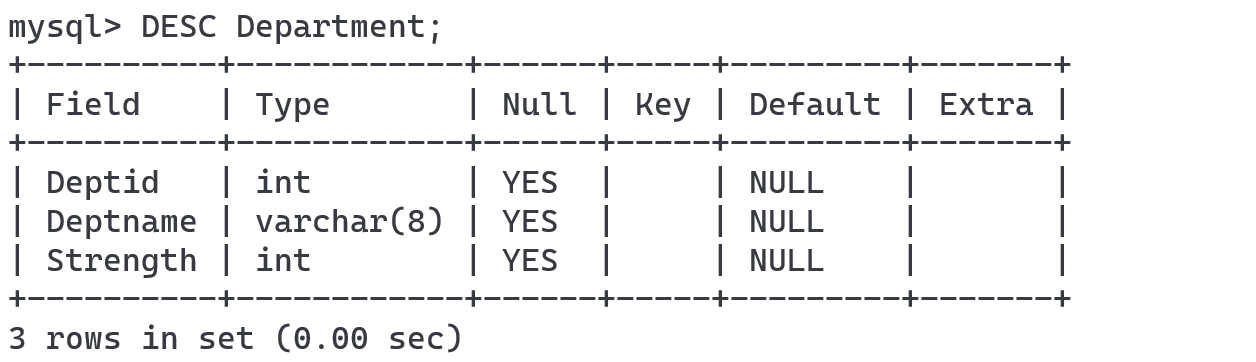 mysql> DESC Department;
+----------+------------+------+-----+---------+-------+
| Field    | Type       | Null | Key | Default | Extra |
+----------+------------+------+-----+---------+-------+
| Deptid   | int        | YES  |     | NULL    |       |
| Deptname | varchar(8) | YES  |     | NULL    |       |
| Strength | int        | YES  |     | NULL    |       |
+----------+------------+------+-----+---------+-------+
3 rows in set (0.00 sec)